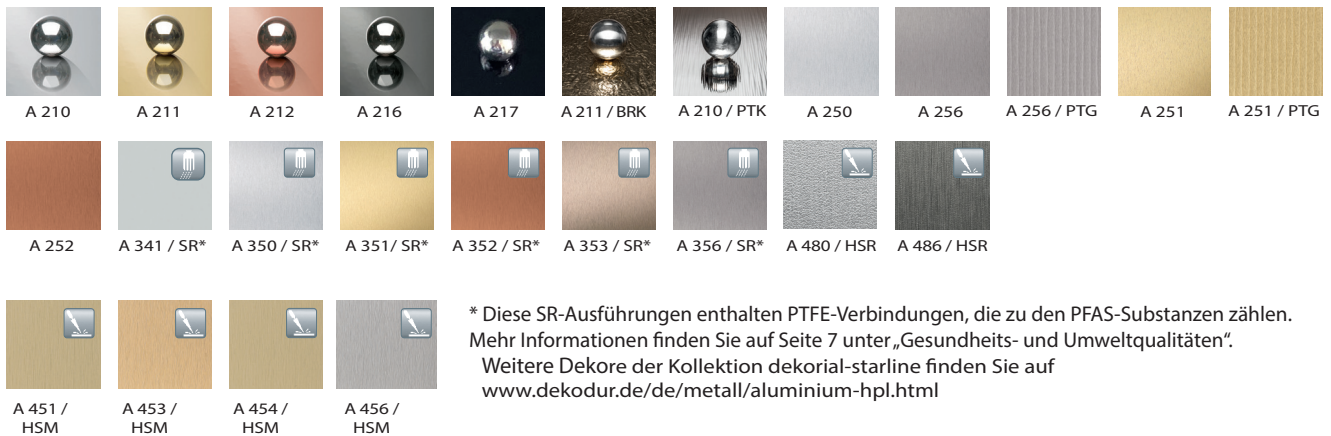 A 210 A 211 A 212 A 216 A 217 A 211 / BRK A 210 / PTK A 250 A 256 A 256 / PTG A 251 A 251 / PTG
A 252 A 341 / SR* A 350 / SR* A 351/ SR* A 352 / SR* A 353 / SR* A 356 / SR* A 480 / HSR A 486 / HSR
* Diese SR-Ausführungen enthalten PTFE-Verbindungen, die zu den PFAS-Substanzen zählen.
Mehr Informationen finden Sie auf Seite 7 unter „Gesundheits- und Umweltqualitäten“.
Weitere Dekore der Kollektion dekorial-starline finden Sie auf
www.dekodur.de/de/metall/aluminium-hpl.html
A 451 / A 453 / A 454 / A 456 /
HSM HSM HSM HSM